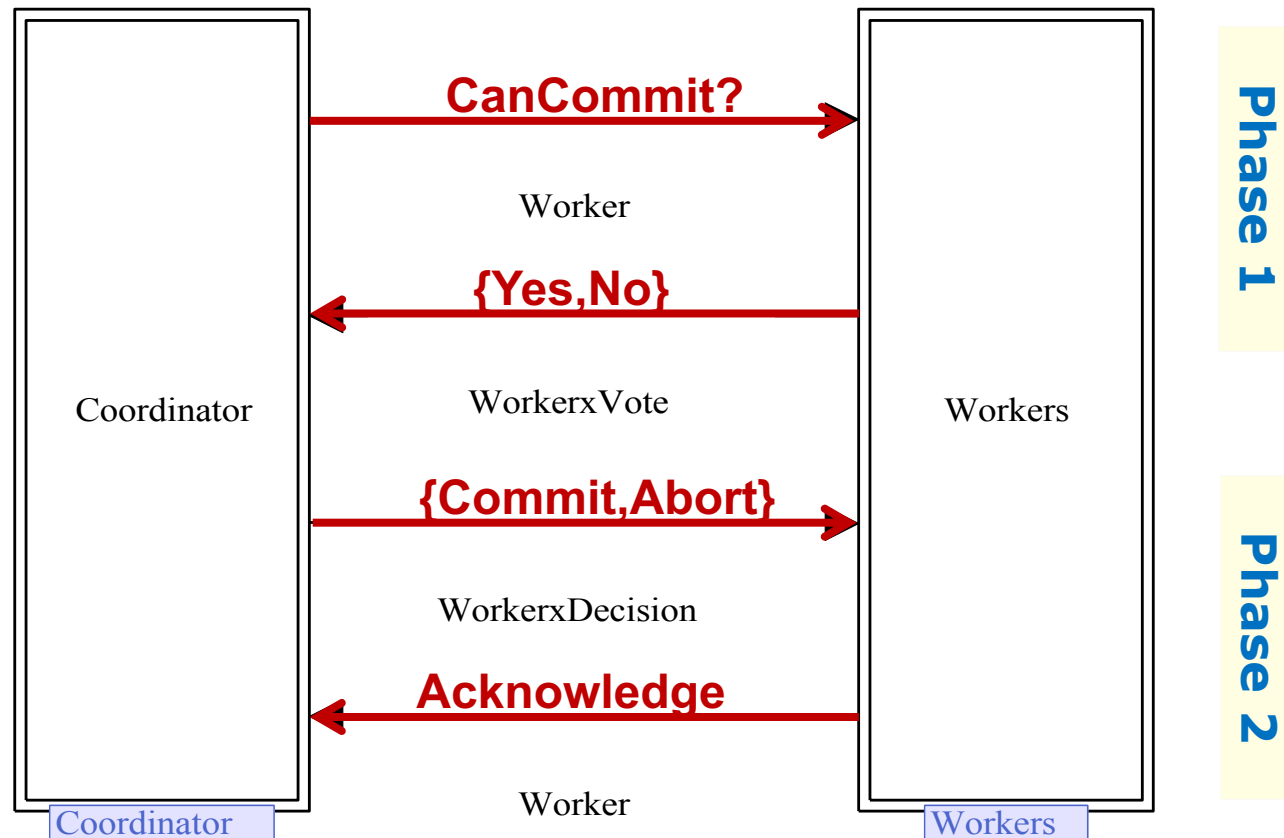 CanCommit?
Worker
{Yes,No}
WorkerxVote
Coordinator
Workers
{Commit,Abort}
WorkerxDecision
Acknowledge
Worker
Coordinator
Workers
Phase 1
Phase 2